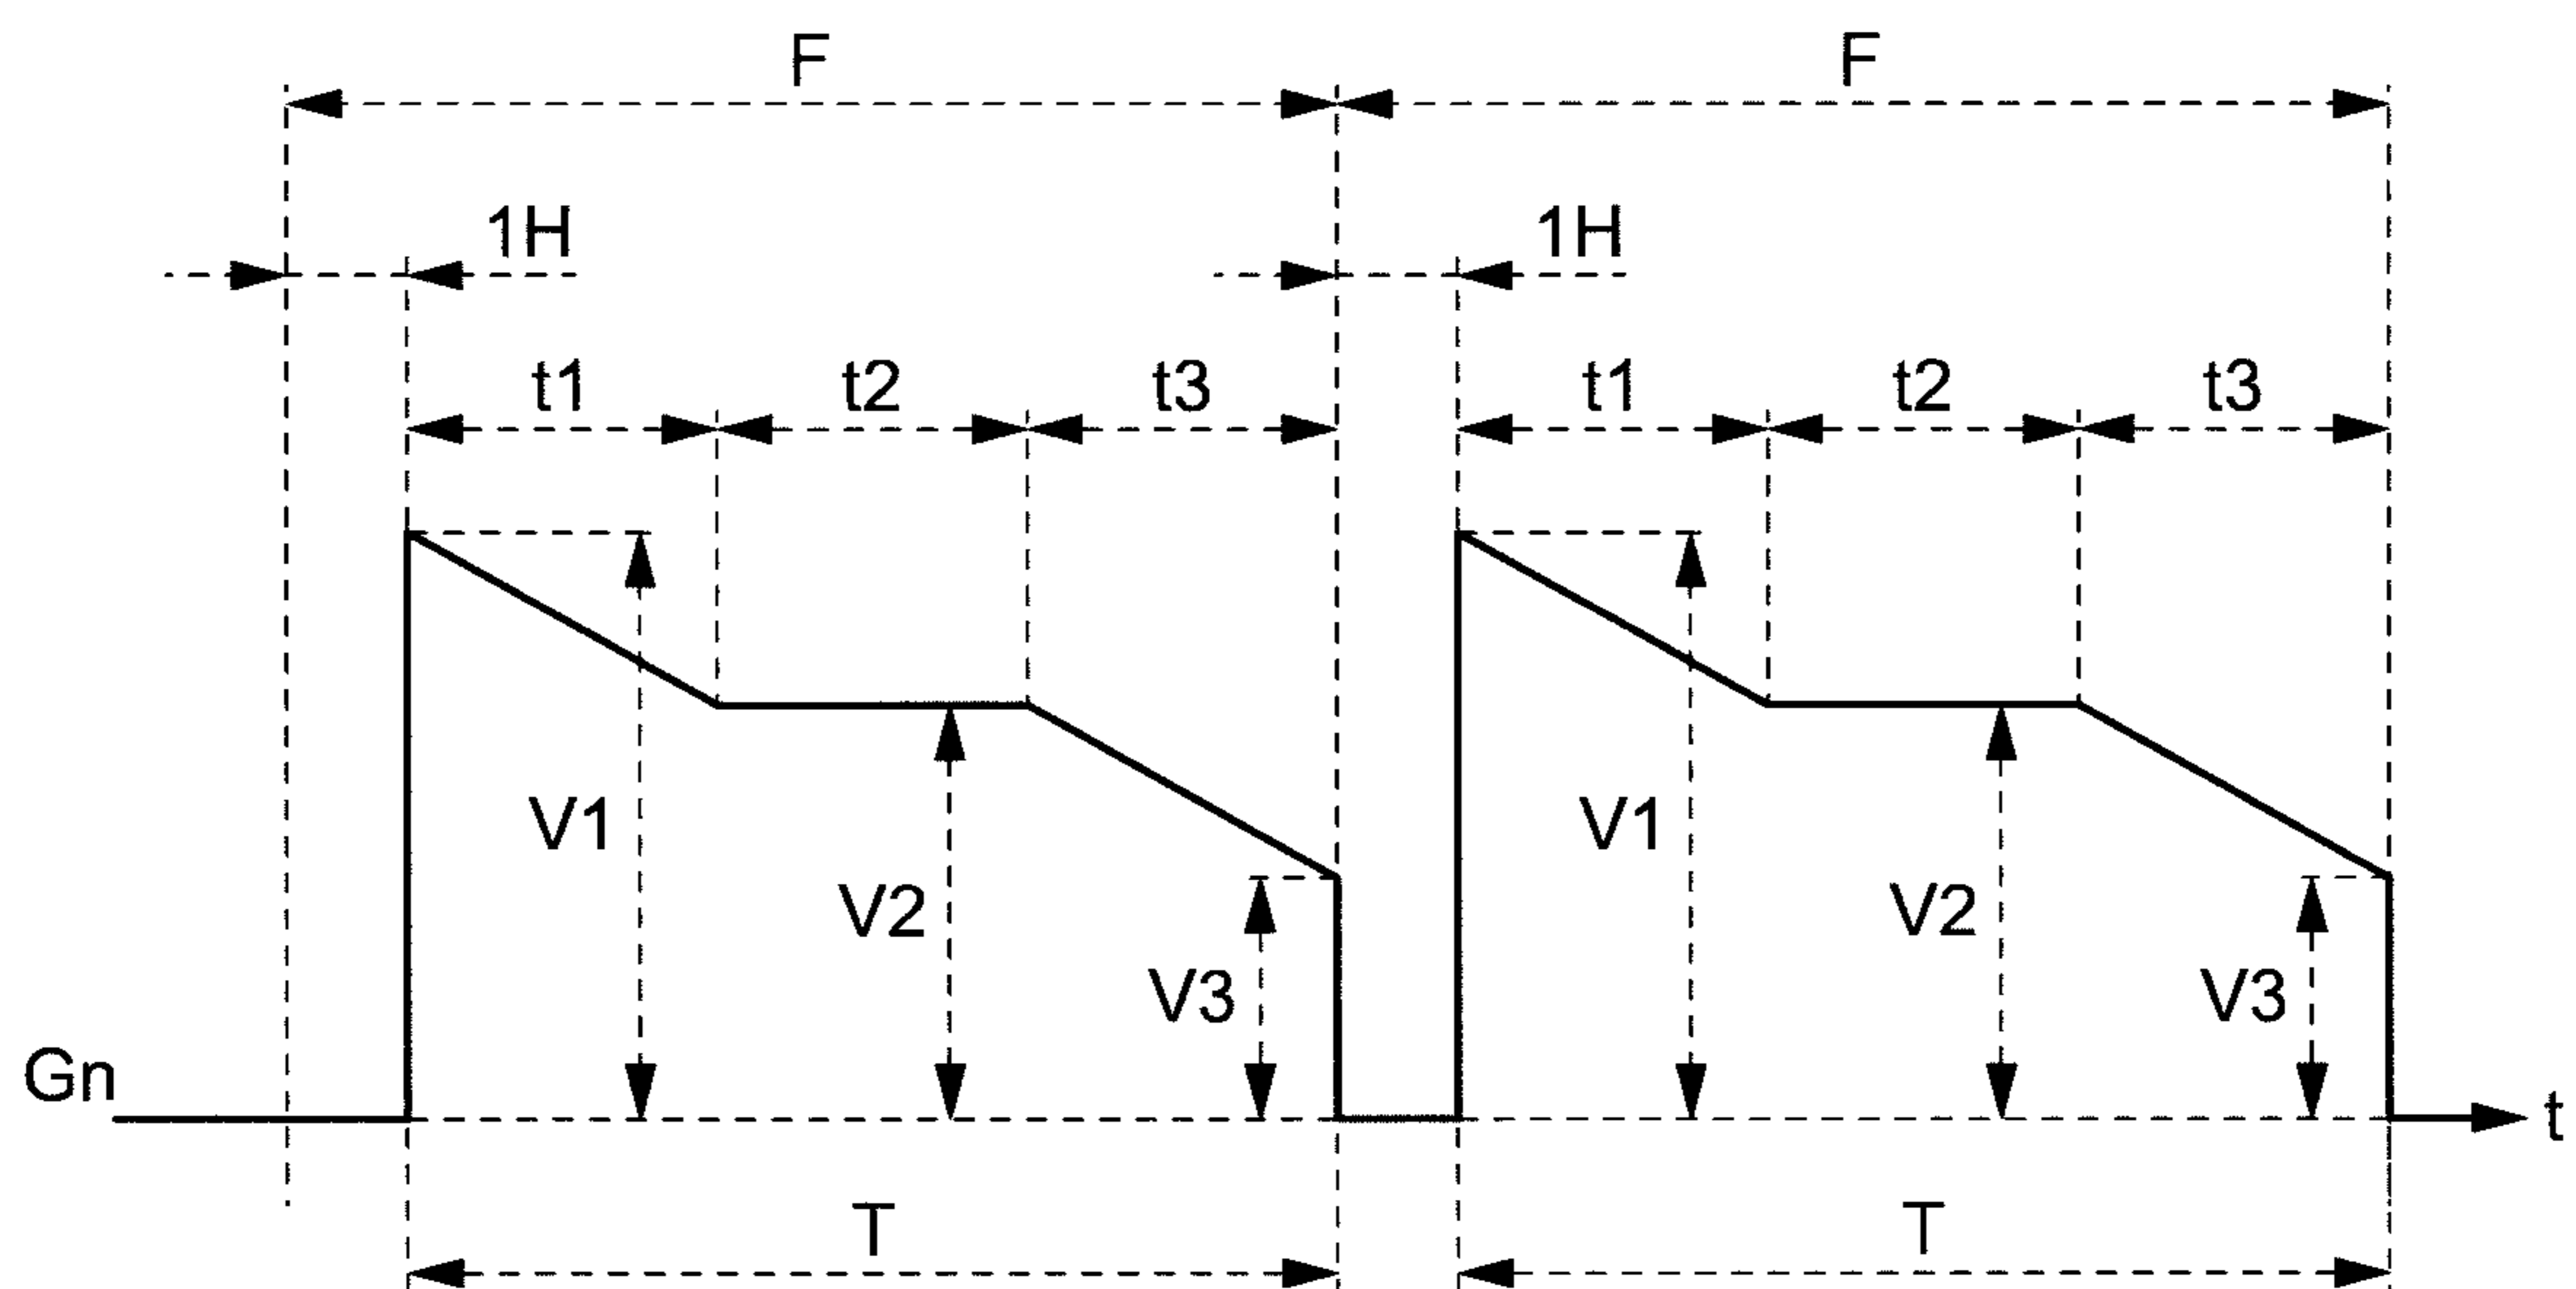 F F
1H 1H
t1 t2 t3 t1 t2 t3
V1 V1
V2 V2
V3 V3
Gn t
T T